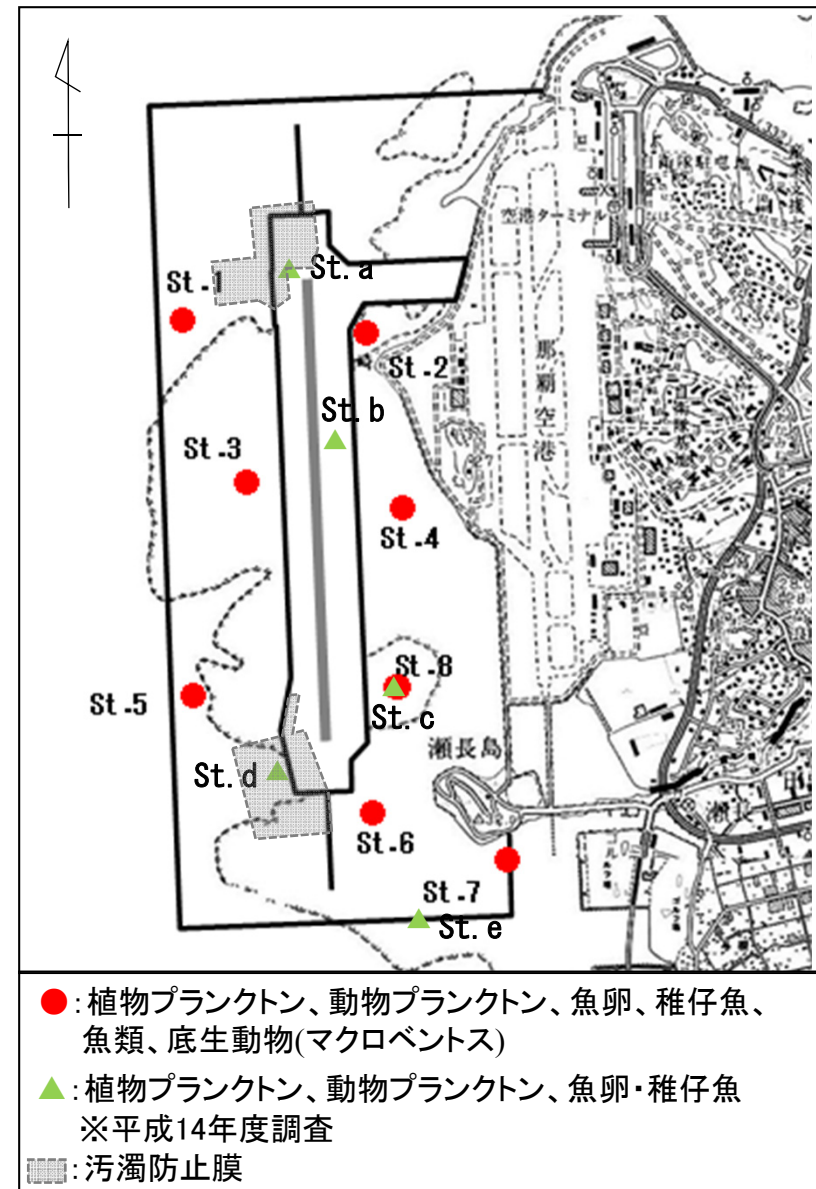 (332)
空港ターミナル
St.a
St-1
St-2
那覇空港
St.b
St-3
St-4
St-8
St-5
St.c
瀬長島
St.d
St-6
St-7
St.e
●:植物プランクトン、動物プランクトン、魚卵、稚仔魚、
魚類、底生動物(マクロベントス)
▲:植物プランクトン、動物プランクトン、魚卵・稚仔魚
※平成14年度調査
:汚濁防止膜